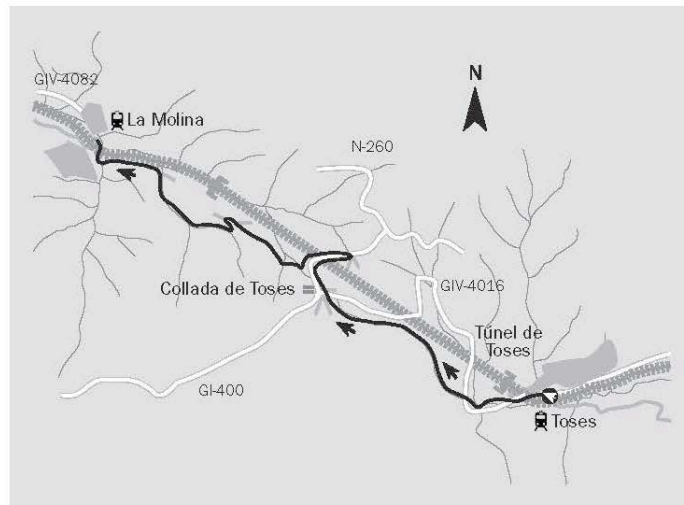 GIV-4082
La Molina
N
N-260
Collada de Toses
GIV-4016
Túnel de
Toses
GI-400
Toses